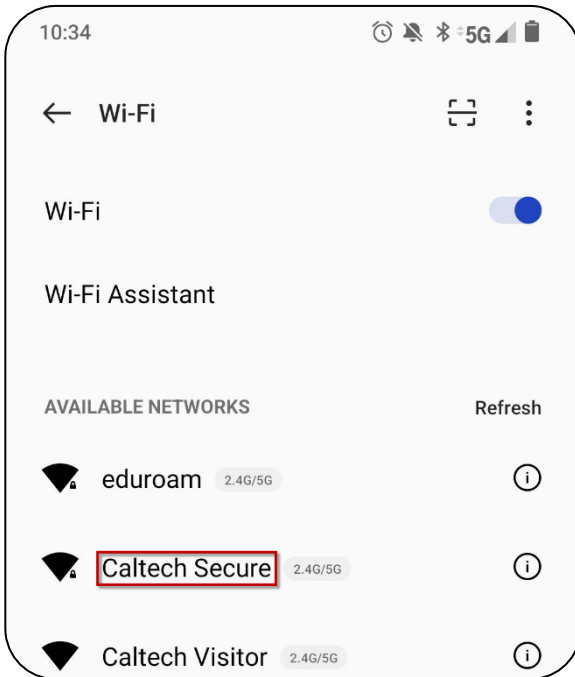 10:34 5G
Wi-Fi
Wi-Fi
Wi-Fi Assistant
AVAILABLE NETWORKS Refresh
eduroam 2.4G/5G
Caltech Secure 2.4G/5G
Caltech Visitor 2.4G/5G